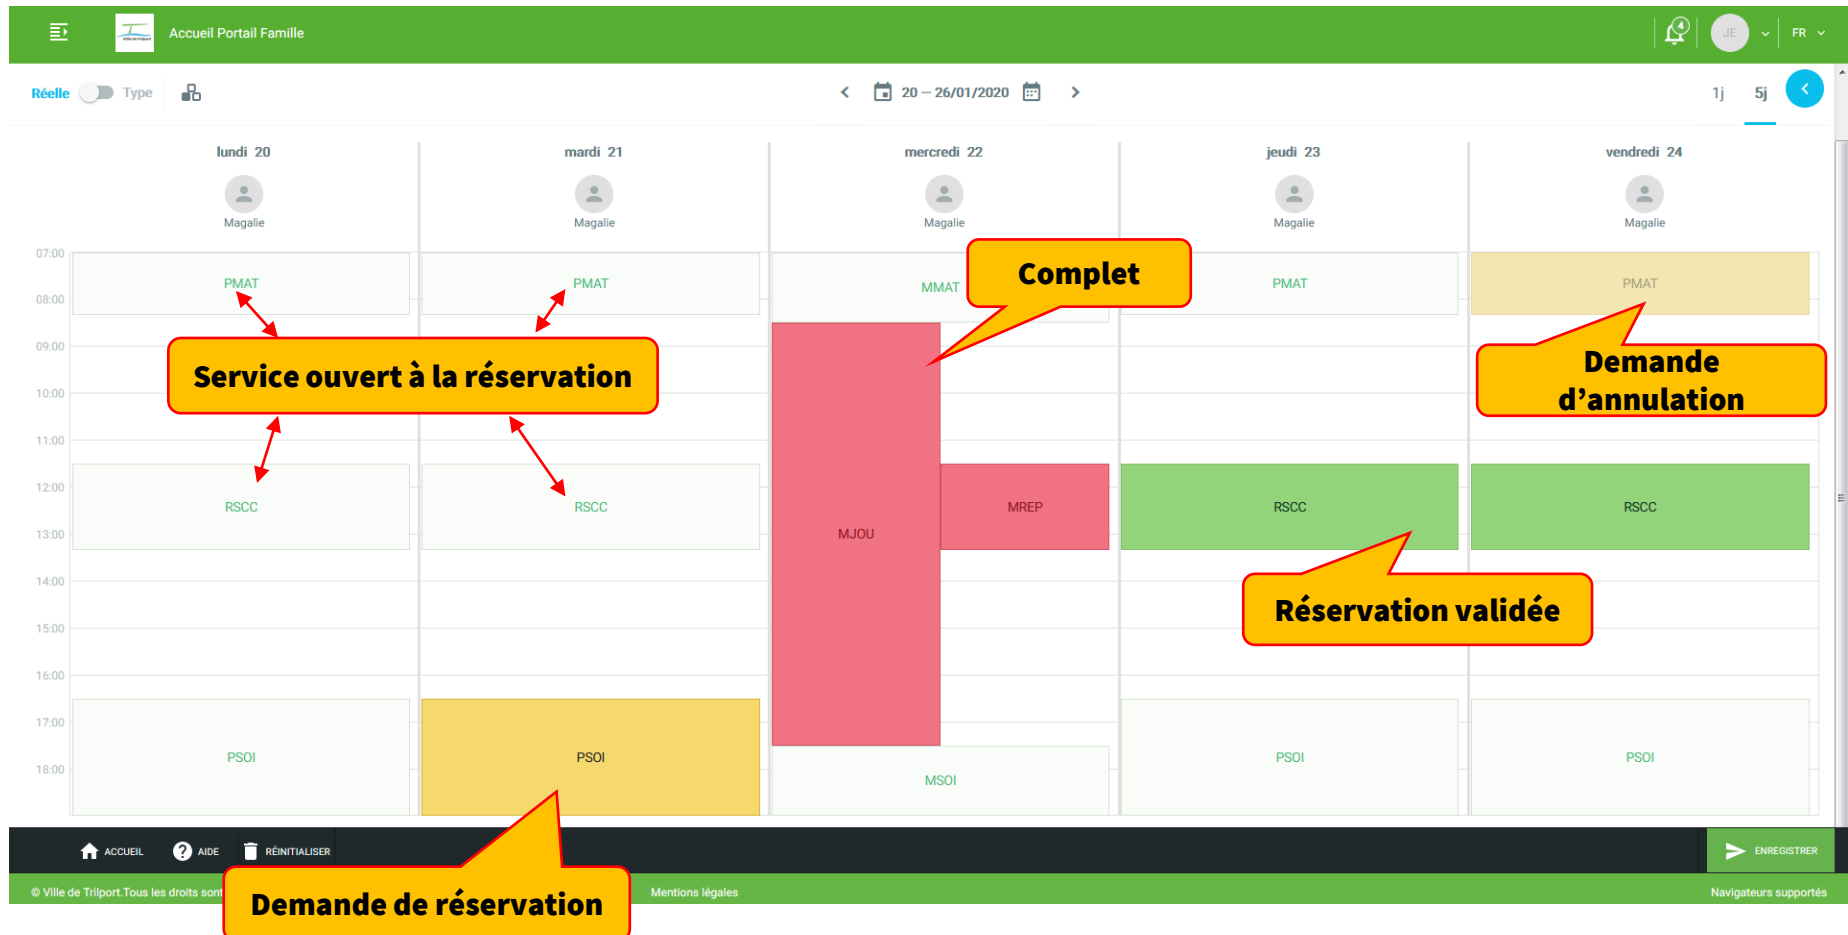 Accueil Portail Famille
4
JE
FR
Réelle Type
20 – 26/01/2020
1j 5j
lundi 20
mardi 21
mercredi 22
jeudi 23
vendredi 24
Magalie
Magalie
Magalie
Magalie
Magalie
07:00
08:00
09:00
10:00
11:00
12:00
13:00
14:00
15:00
16:00
17:00
18:00
PMAT
PMAT
MMAT
PMAT
PMAT
Complet
Service ouvert à la réservation
Demande
d’annulation
RSCC
RSCC
MJOU
MREP
RSCC
RSCC
Réservation validée
PSOI
PSOI
MSOI
PSOI
PSOI
ACCUEIL
AIDE
RÉINITIALISER
ENREGISTRER
© Ville de Trilport.Tous les droits sont
Mentions légales
Navigateurs supportés
Demande de réservation